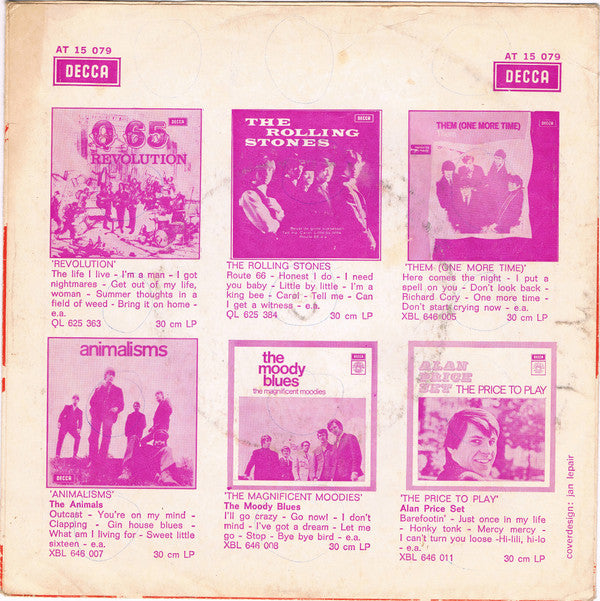 AT 15 079
DECCA
AT 15 079
DECCA
Q 65
REVOLUTION
'REVOLUTION'
The life I live - I'm a man - I got
nightmares - Get out of my life,
woman - Summer thoughts in a
field of weed - Bring it on home -
e.a.
QL 625 363 30 cm LP
THE
ROLLING
STONES
THE ROLLING STONES
Route 66 - Honest I do - I need
you baby - Little by little - I'm a
king bee - Carol - Tell me - Can
I get a witness - e.a.
QL 625 384 30 cm LP
THEM (ONE MORE TIME)
'THEM (ONE MORE TIME)'
Here comes the night - I put a
spell on you - Don't look back -
Richard Cory - One more time -
Don't start crying now - e.a.
XBL 646 005 30 cm LP
animalisms
'ANIMALISMS'
The Animals
Outcast - You're on my mind -
Clapping - Gin house blues -
What am I living for - Sweet little
sixteen - e.a.
XBL 646 007 30 cm LP
the
moody
blues
the magnificent moodies
'THE MAGNIFICENT MOODIES'
The Moody Blues
I'll go crazy - Go now! - I don't
mind - I've got a dream - Let me
go - Stop - Bye bye bird - e.a.
XBL 646 008 30 cm LP
ALAN
PRICE
SET THE PRICE TO PLAY
'THE PRICE TO PLAY'
Alan Price Set
Barefootin' - Just once in my life
- Honky tonk - Mercy mercy -
I can't turn you loose -Hi-lili, hi-lo
- e.a.
XBL 646 011 30 cm LP
coverdesign: jan lepair